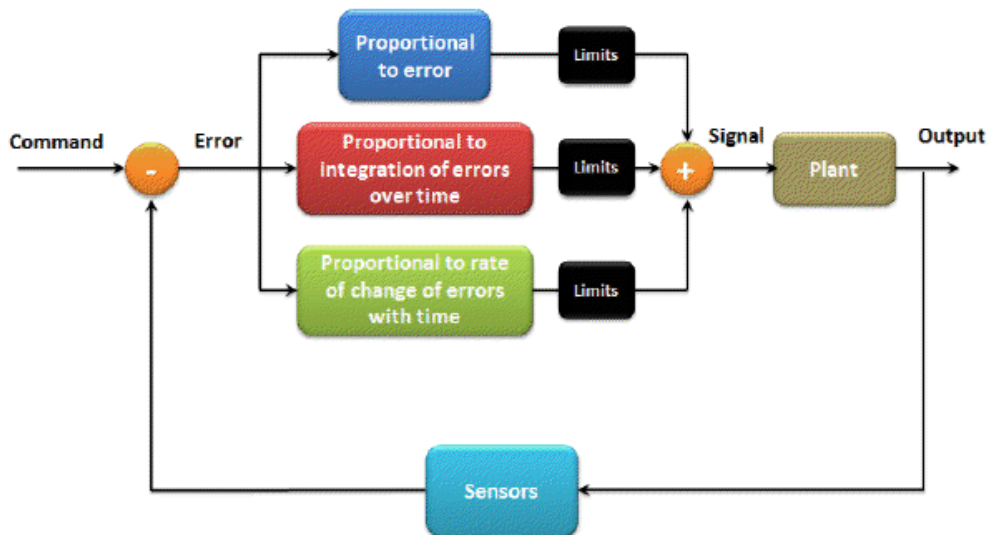 Proportional
to error
Limits
Command
Error
-
Proportional to
integration of errors
over time
Limits
+
Signal
Plant
Output
Proportional to rate
of change of errors
with time
Limits
Sensors